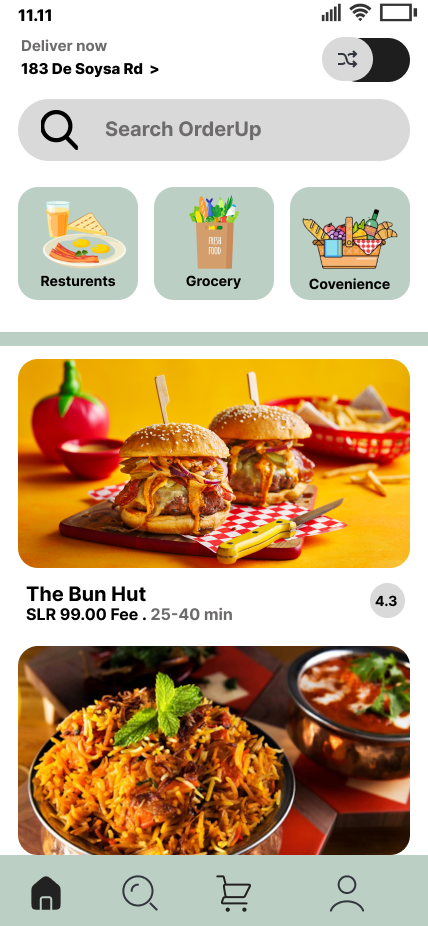 11.11
Deliver now
183 De Soysa Rd >
Search OrderUp
FRESH
FOOD
Resturents
Grocery
Covenience
The Bun Hut
4.3
SLR 99.00 Fee . 25-40 min